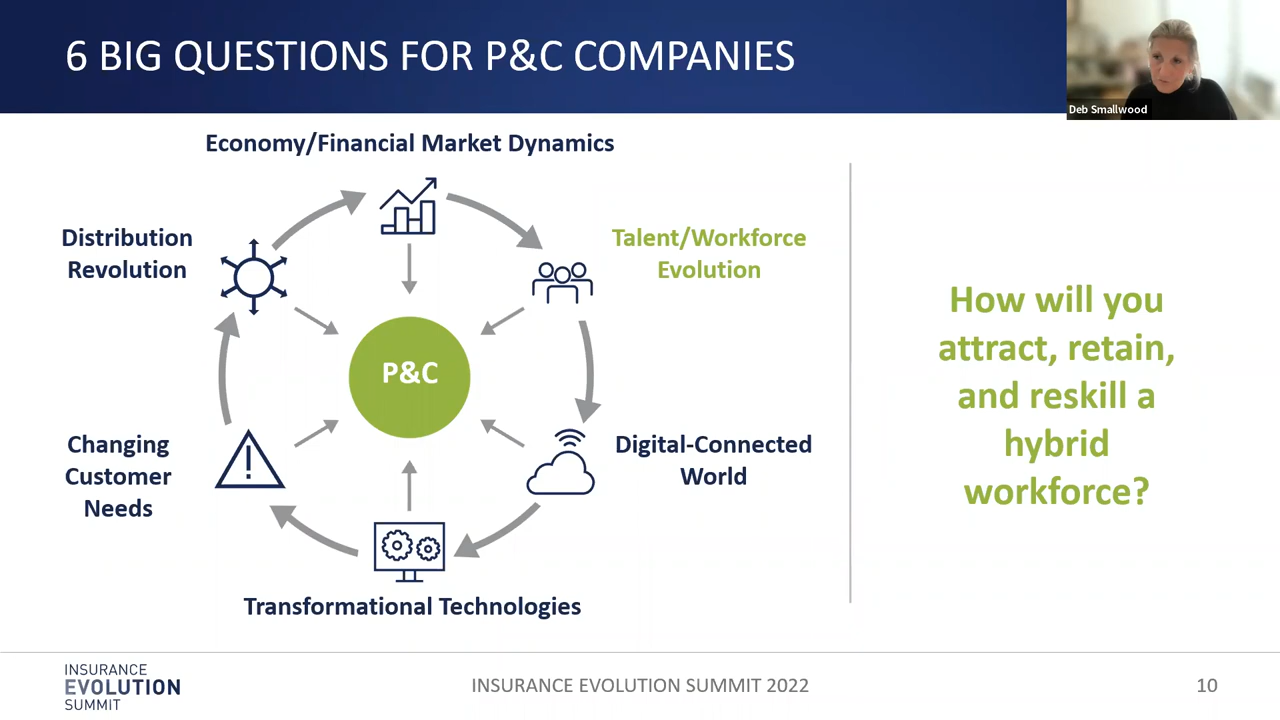 6 BIG QUESTIONS FOR P&C COMPANIES
Deb Smallwood
Economy/Financial Market Dynamics
Distribution
Revolution
Talent/Workforce
Evolution
P&C
Changing
Customer
Needs
Digital-Connected
World
Transformational Technologies
How will you
attract, retain,
and reskill a
hybrid
workforce?
INSURANCE
EVOLUTION
SUMMIT
INSURANCE EVOLUTION SUMMIT 2022
10